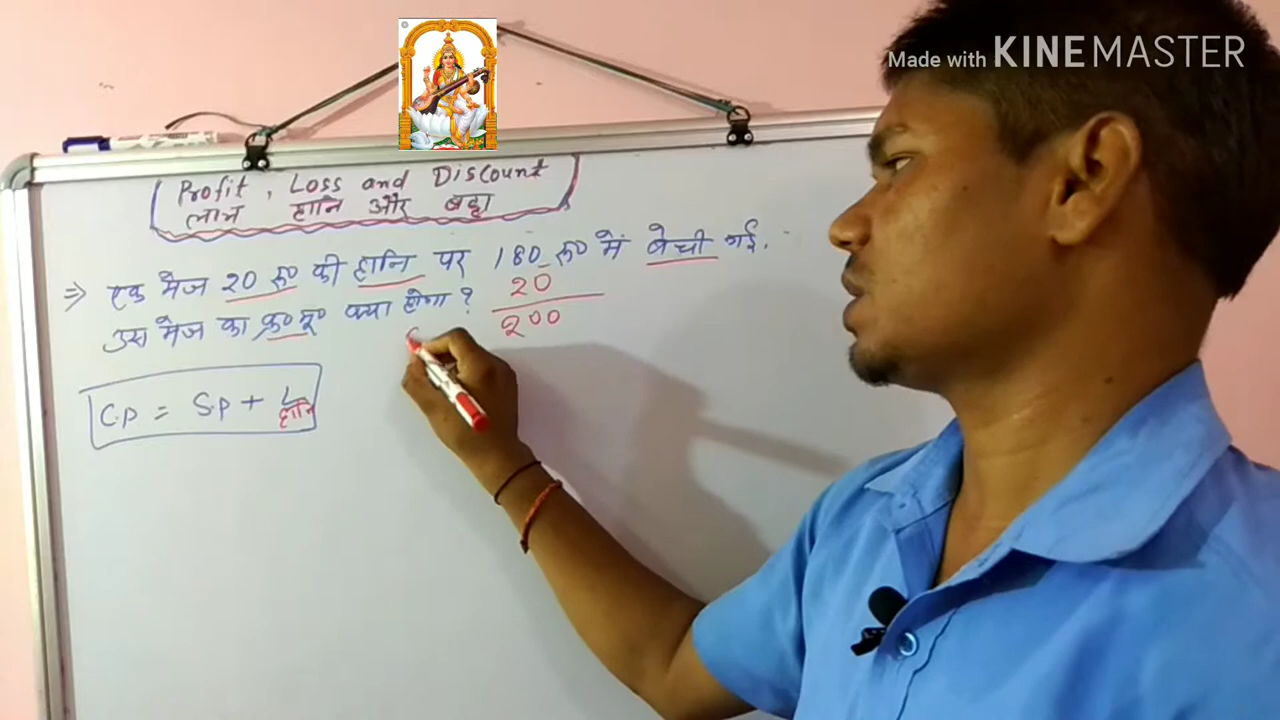 Made with KINEMASTER
Profit, Loss and Discount
लाभ हानि और बट्टा
⇒ एक मेज 20 रु० की हानि पर 180 रु० में बेची गई.
20
उस मेज का क्र० मू० क्या होगा ?
200
C.P = S.P + L
हानि